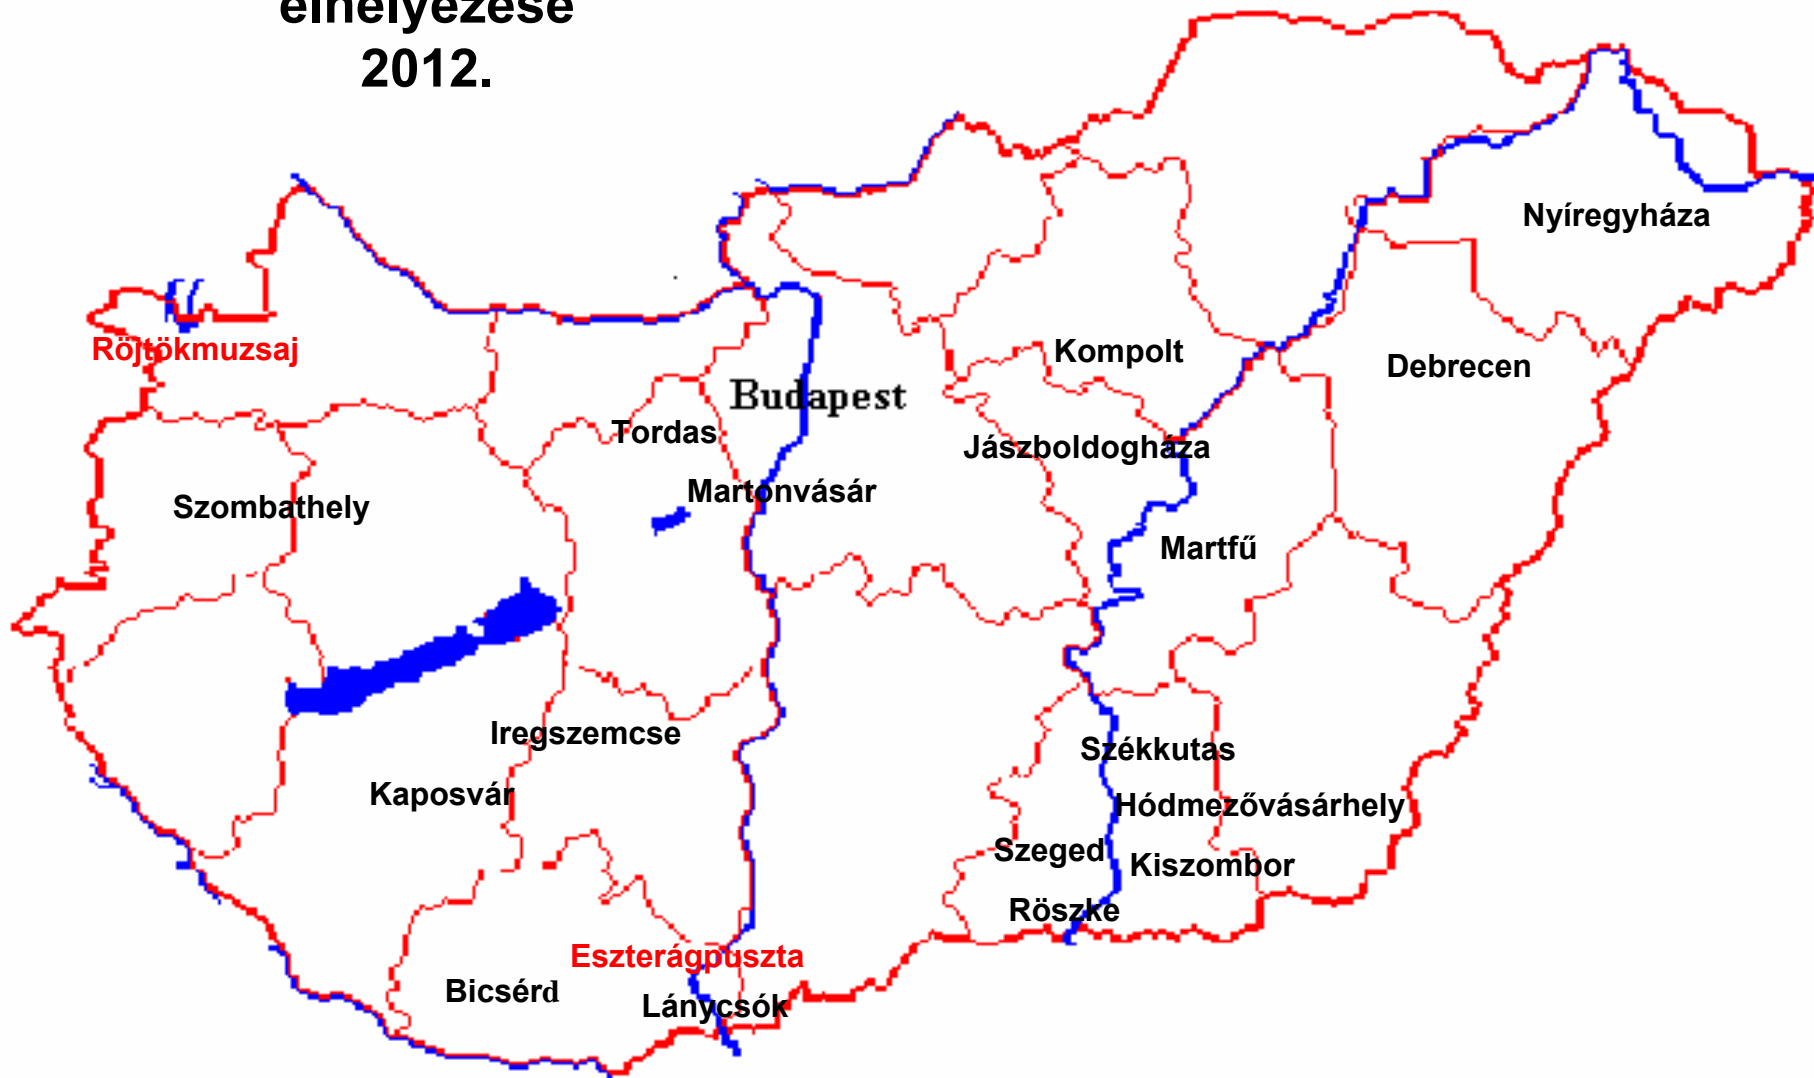 elhelyezése
2012.
Nyíregyháza
Röjtökmuzsaj
Kompolt
Debrecen
Budapest
Tordas
Jászboldogháza
Martonvásár
Szombathely
Martfű
Iregszemcse
Székkutas
Kaposvár
Hódmezővásárhely
Szeged
Kiszombor
Röszke
Eszterágpuszta
Bicsérd
Lánycsók